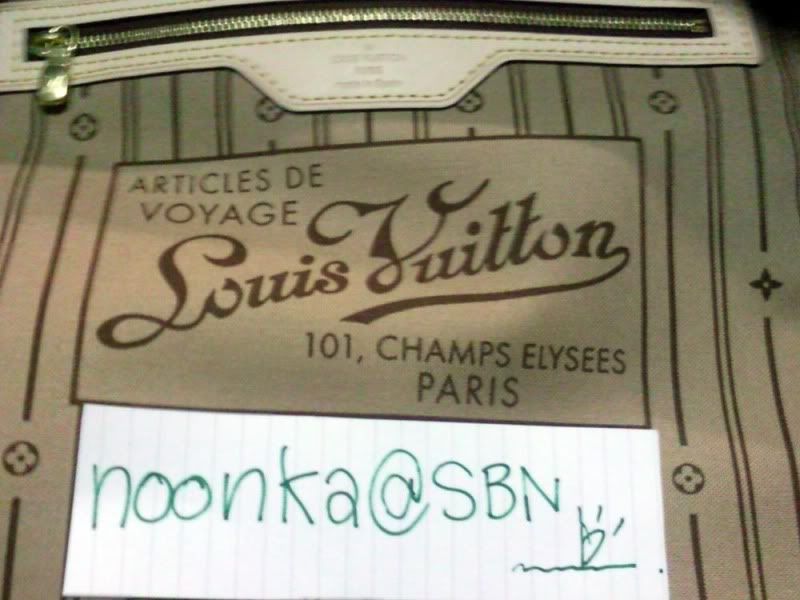 ARTICLES DE
VOYAGE
Louis Vuitton
101, CHAMPS ELYSEES
PARIS
noonka@SBN